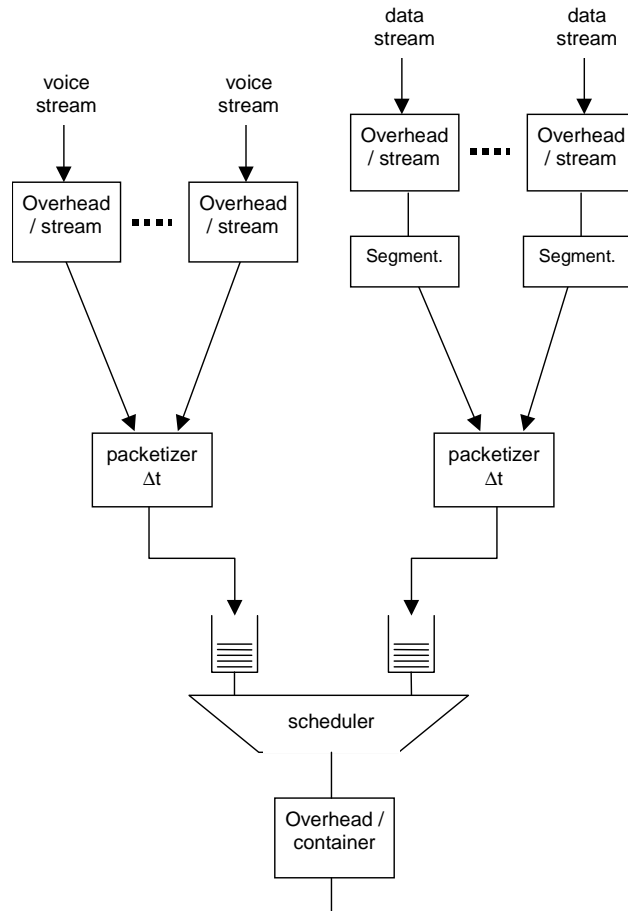 data
stream
data
stream
voice
stream
voice
stream
Overhead
/ stream
Overhead
/ stream
Overhead
/ stream
Overhead
/ stream
Segment.
Segment.
packetizer
Δt
packetizer
Δt
scheduler
Overhead /
container